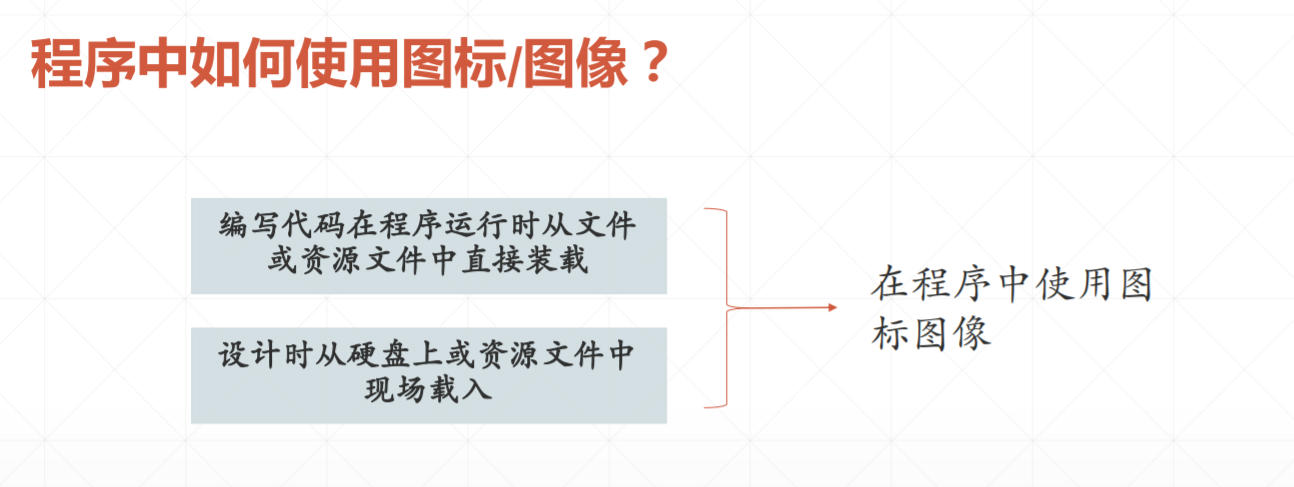 程序中如何使用图标/图像？
编写代码在程序运行时从文件
或资源文件中直接装载
设计时从硬盘上或资源文件中
现场载入
在程序中使用图
标图像